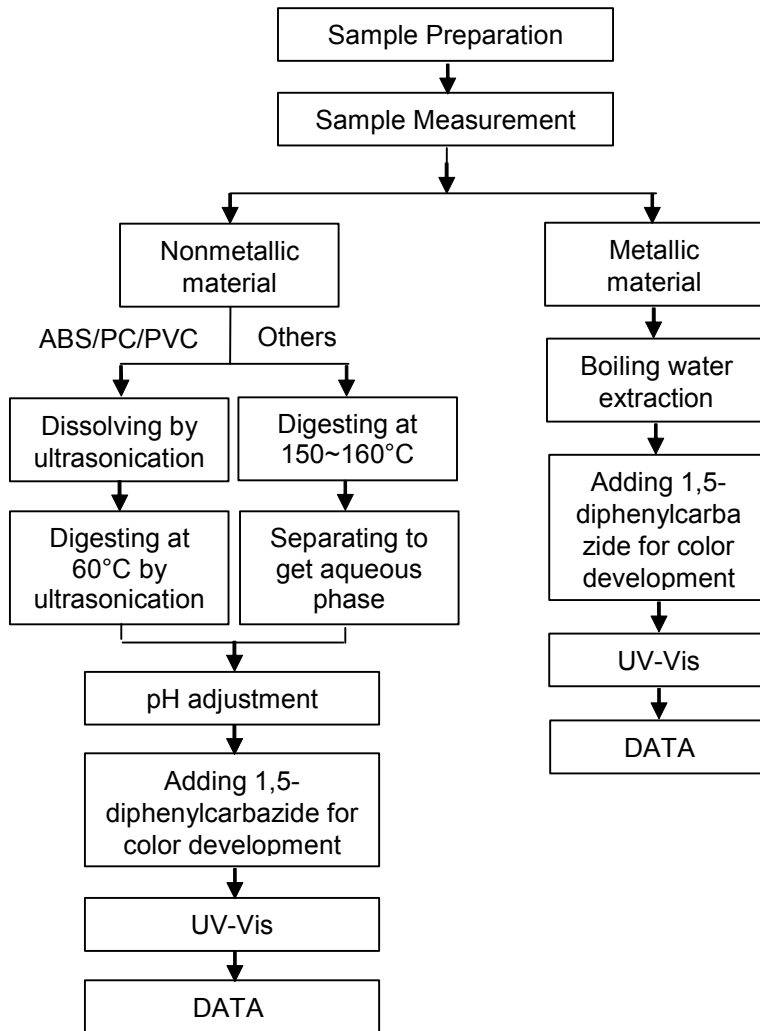 Sample Preparation
Sample Measurement
Nonmetallic
material
Metallic
material
ABS/PC/PVC
Others
Dissolving by
ultrasonication
Digesting at
150~160°C
Boiling water
extraction
Digesting at
60°C by
ultrasonication
Separating to
get aqueous
phase
Adding 1,5-
diphenylcarba
zide for color
development
pH adjustment
UV-Vis
DATA
Adding 1,5-
diphenylcarbazide for
color development
UV-Vis
DATA